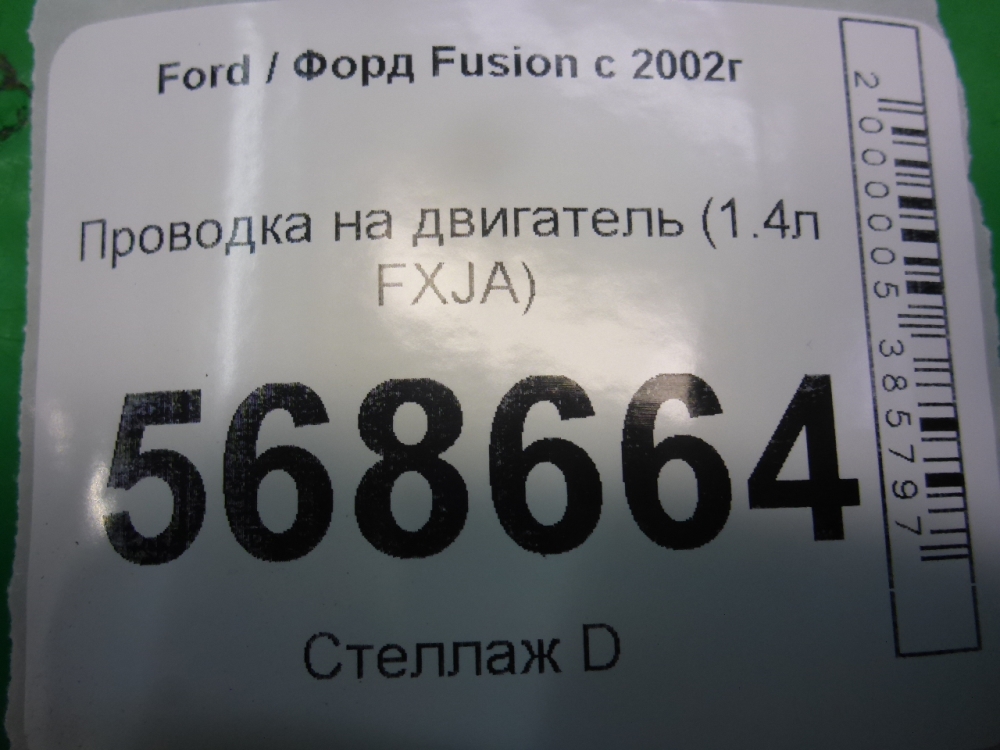 Ford / Форд Fusion с 2002г
Проводка на двигатель (1.4л
FXJA)
568664
Стеллаж D
2000005385797